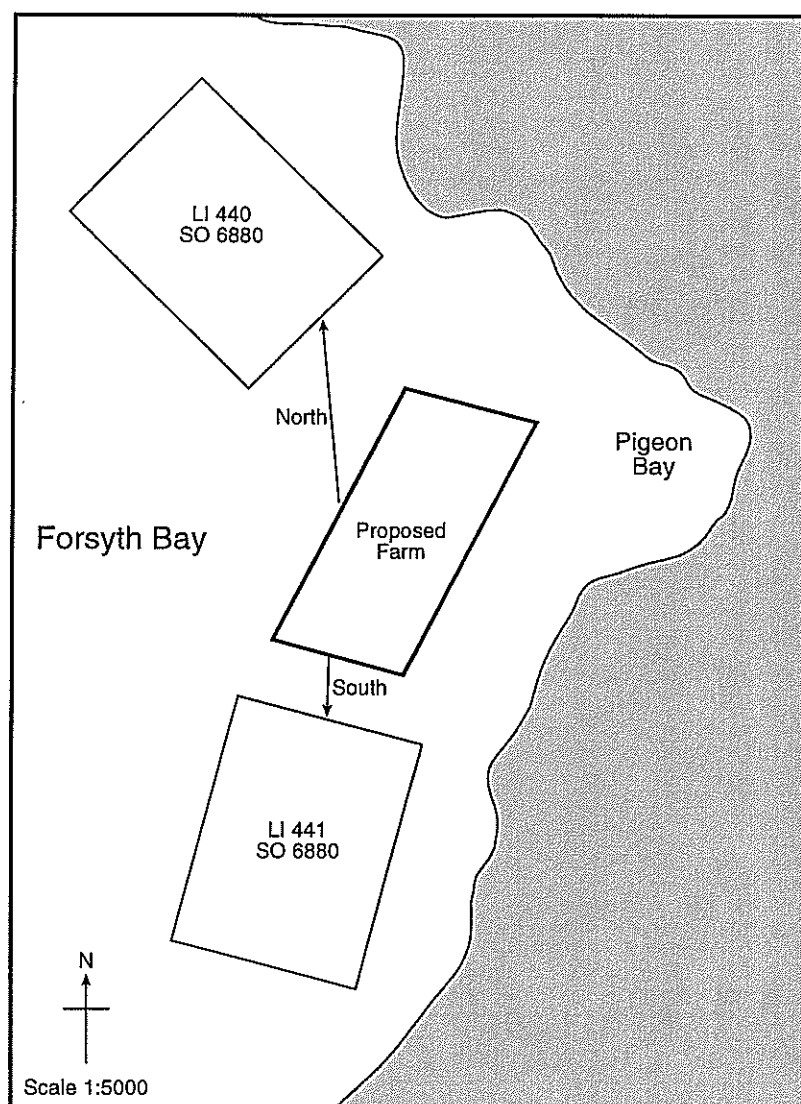 LI 440
SO 6880
North
Pigeon
Bay
Forsyth Bay
Proposed
Farm
South
LI 441
SO 6880
N
Scale 1:5000